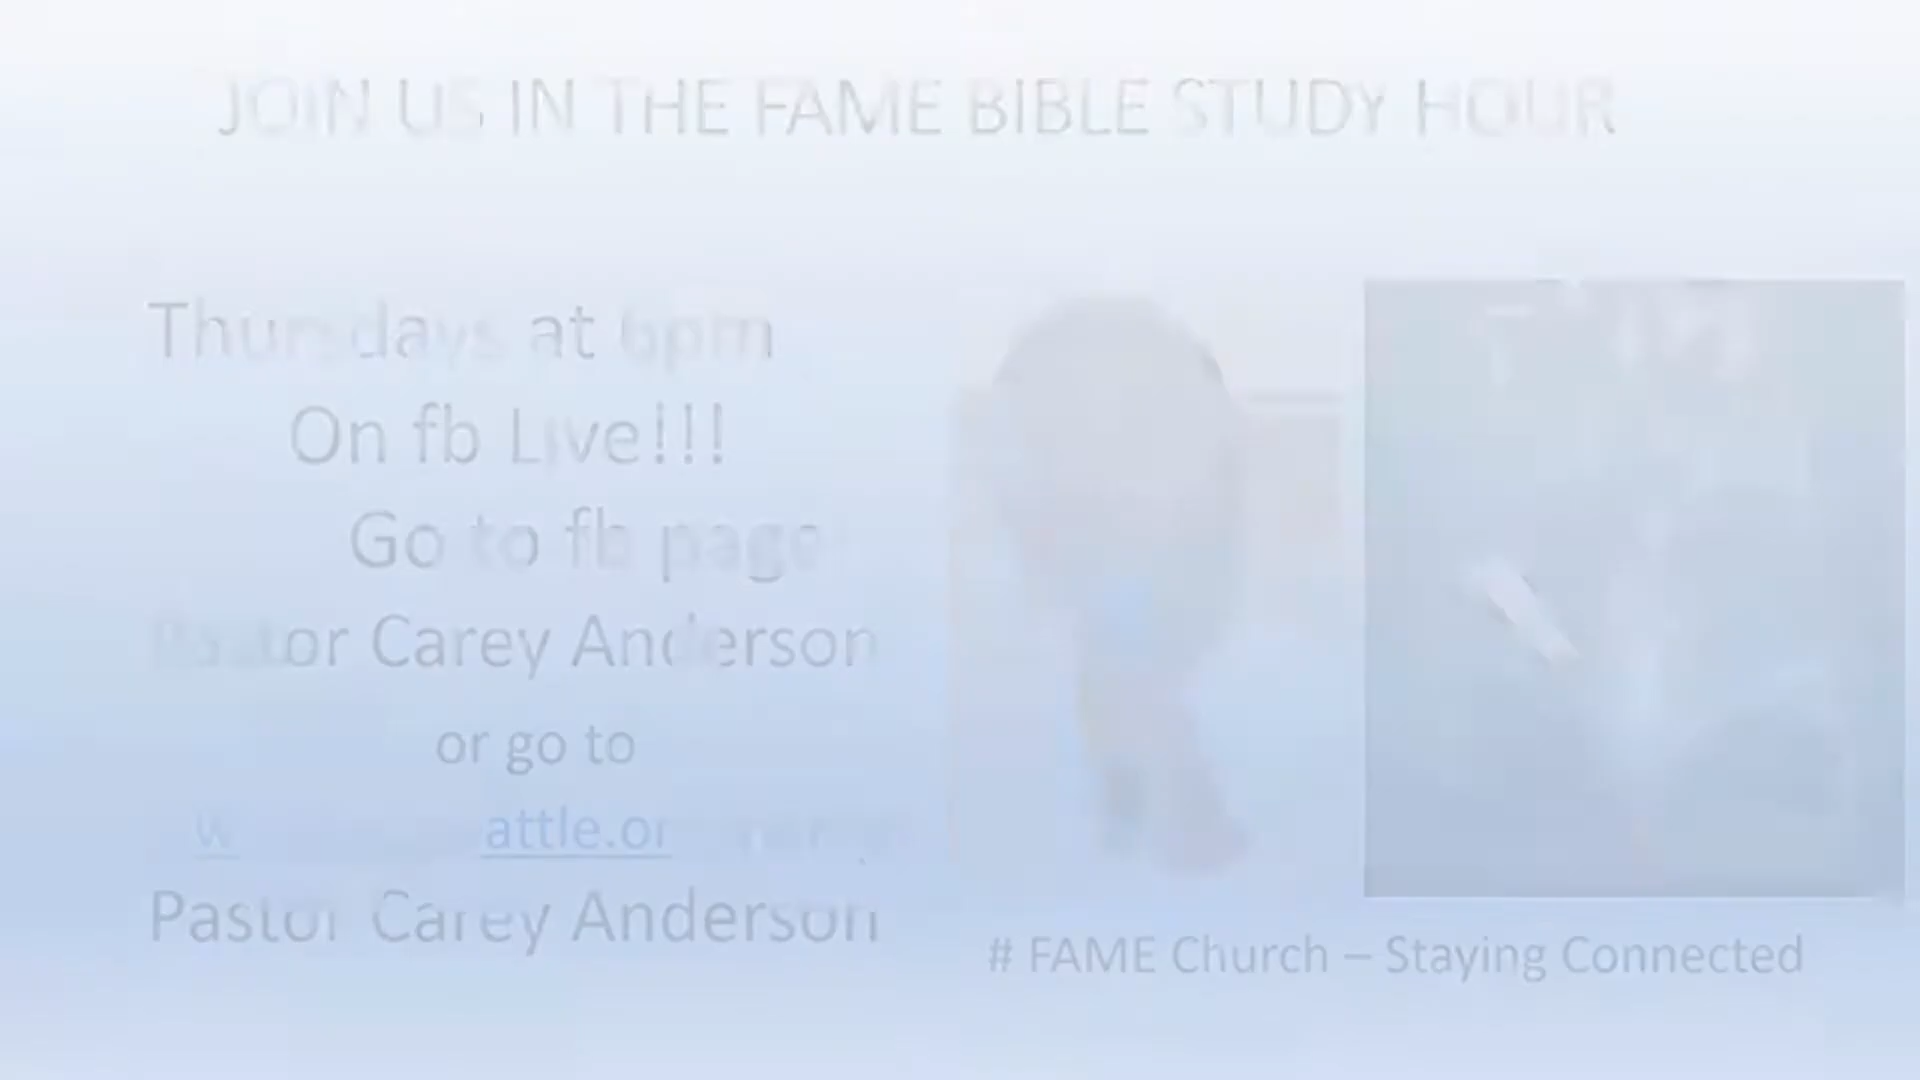 JOIN US IN THE FAME BIBLE STUDY HOUR
Thursdays at 6pm
On fb Live!!!
Go to fb page
Pastor Carey Anderson
or go to
Pastor Carey Anderson
# FAME Church – Staying Connected